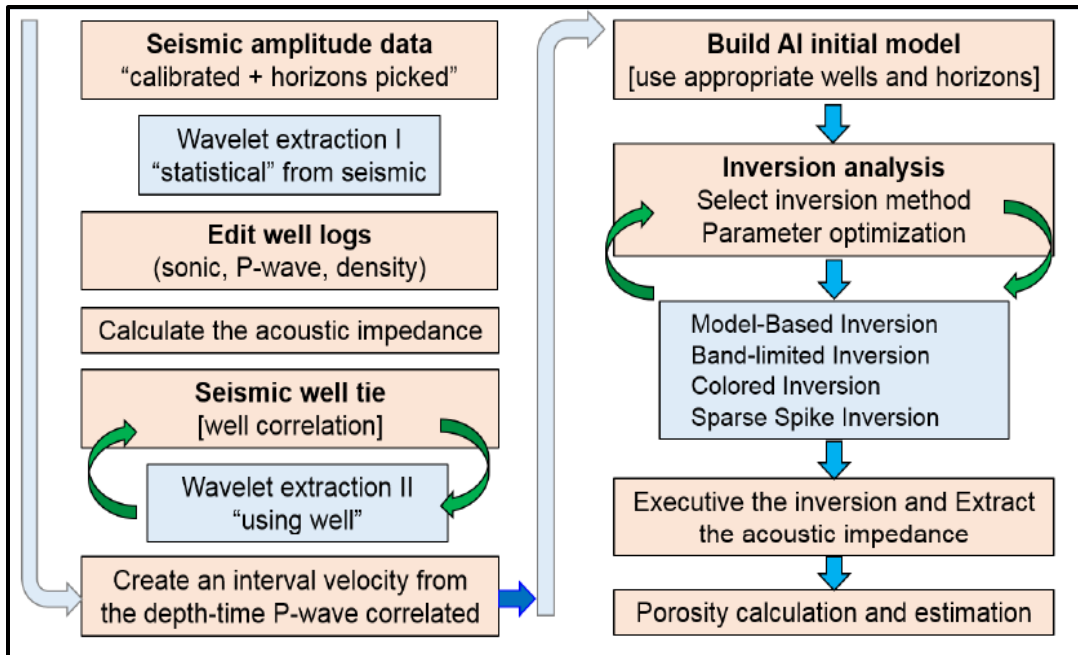 Seismic amplitude data
“calibrated + horizons picked”
Wavelet extraction I
“statistical” from seismic
Edit well logs
(sonic, P-wave, density)
Calculate the acoustic impedance
Seismic well tie
[well correlation]
Wavelet extraction II
“using well”
Create an interval velocity from
the depth-time P-wave correlated
Build AI initial model
[use appropriate wells and horizons]
Inversion analysis
Select inversion method
Parameter optimization
Model-Based Inversion
Band-limited Inversion
Colored Inversion
Sparse Spike Inversion
Executive the inversion and Extract
the acoustic impedance
Porosity calculation and estimation